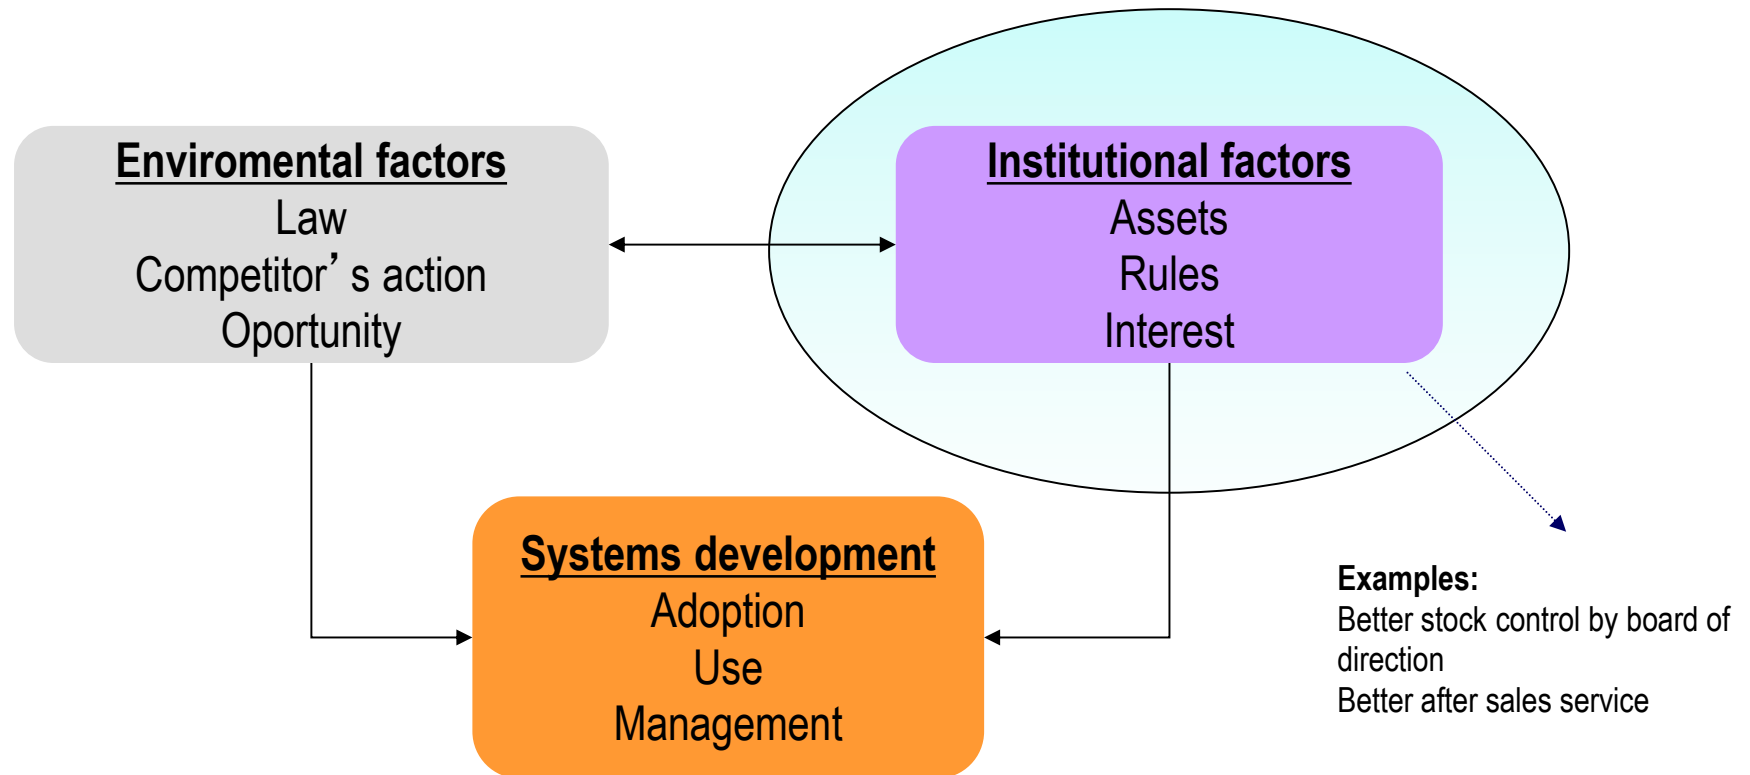 Enviromental factors
Law
Competitor’ s action
Oportunity
Institutional factors
Assets
Rules
Interest
Systems development
Adoption
Use
Management
Examples:
Better stock control by board of
direction
Better after sales service